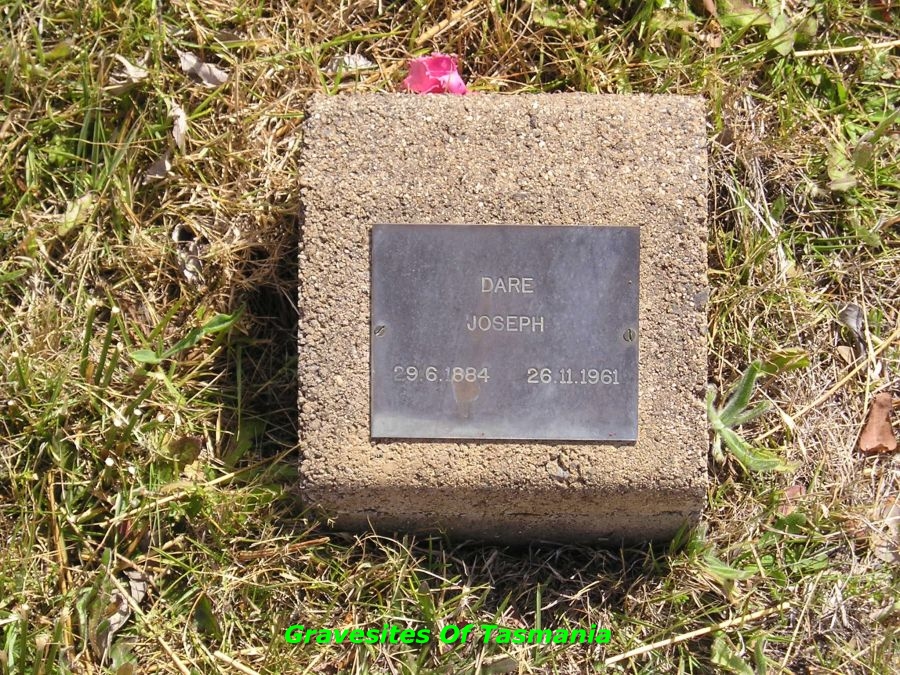 DARE
JOSEPH
29.6.1884 26.11.1961
Gravesites Of Tasmania